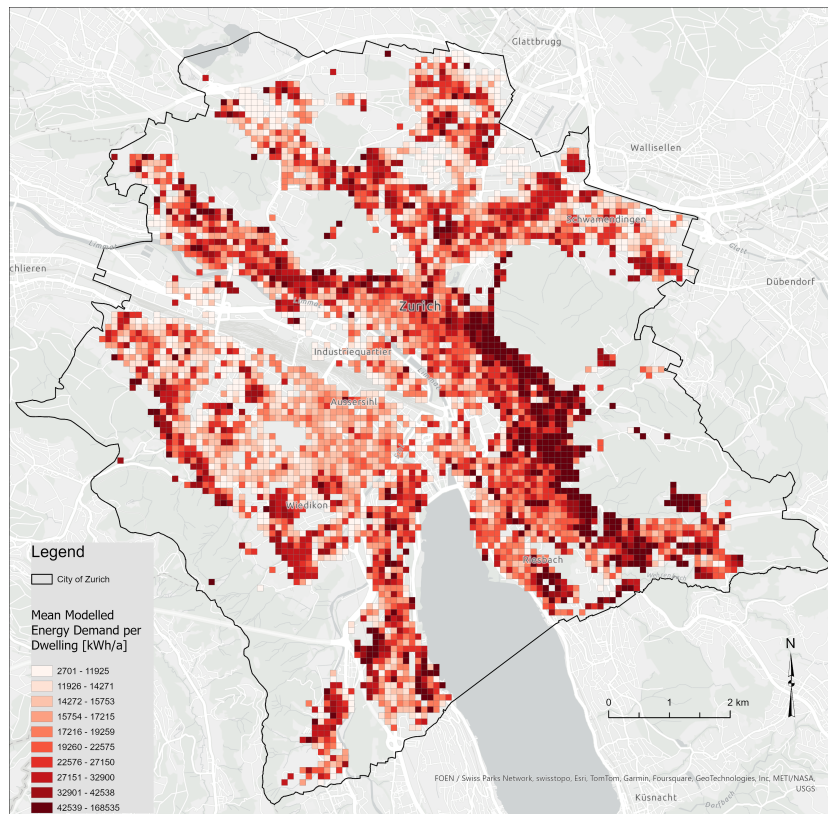 Glattbrugg
Wallisellen
Schwamendingen
Limmat
Glatt
chlieren
Dübendorf
Zurich
Limmat
Industriequartier
Aussersihl
Wiedikon
Riesbach
Legend
City of Zurich
Mean Modelled
Energy Demand per
Dwelling [kWh/a]
2701 - 11925
11926 - 14271
14272 - 15753
15754 - 17215
17216 - 19259
19260 - 22575
22576 - 27150
27151 - 32900
32901 - 42538
42539 - 168535
N
0 1 2 km
FOEN / Swiss Parks Network, swisstopo, Esri, TomTom, Garmin, Foursquare, GeoTechnologies, Inc, METI/NASA,
USGS
Küsnacht
Dorfbach